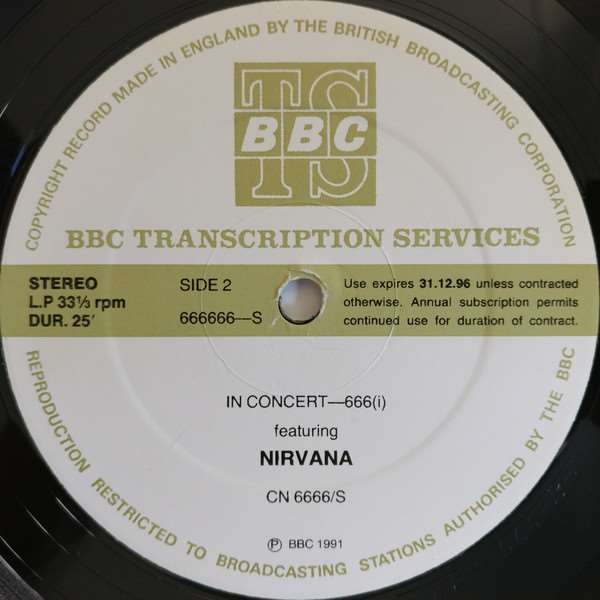 COPYRIGHT RECORD MADE IN ENGLAND BY THE BRITISH BROADCASTING CORPORATION
TS
BBC
BBC TRANSCRIPTION SERVICES
STEREO
L.P 33⅓ rpm
DUR. 25′
SIDE 2
666666—S
Use expires 31.12.96 unless contracted
otherwise. Annual subscription permits
continued use for duration of contract.
IN CONCERT—666(i)
featuring
NIRVANA
CN 6666/S
Ⓟ BBC 1991
REPRODUCTION RESTRICTED TO BROADCASTING STATIONS AUTHORISED BY THE BBC